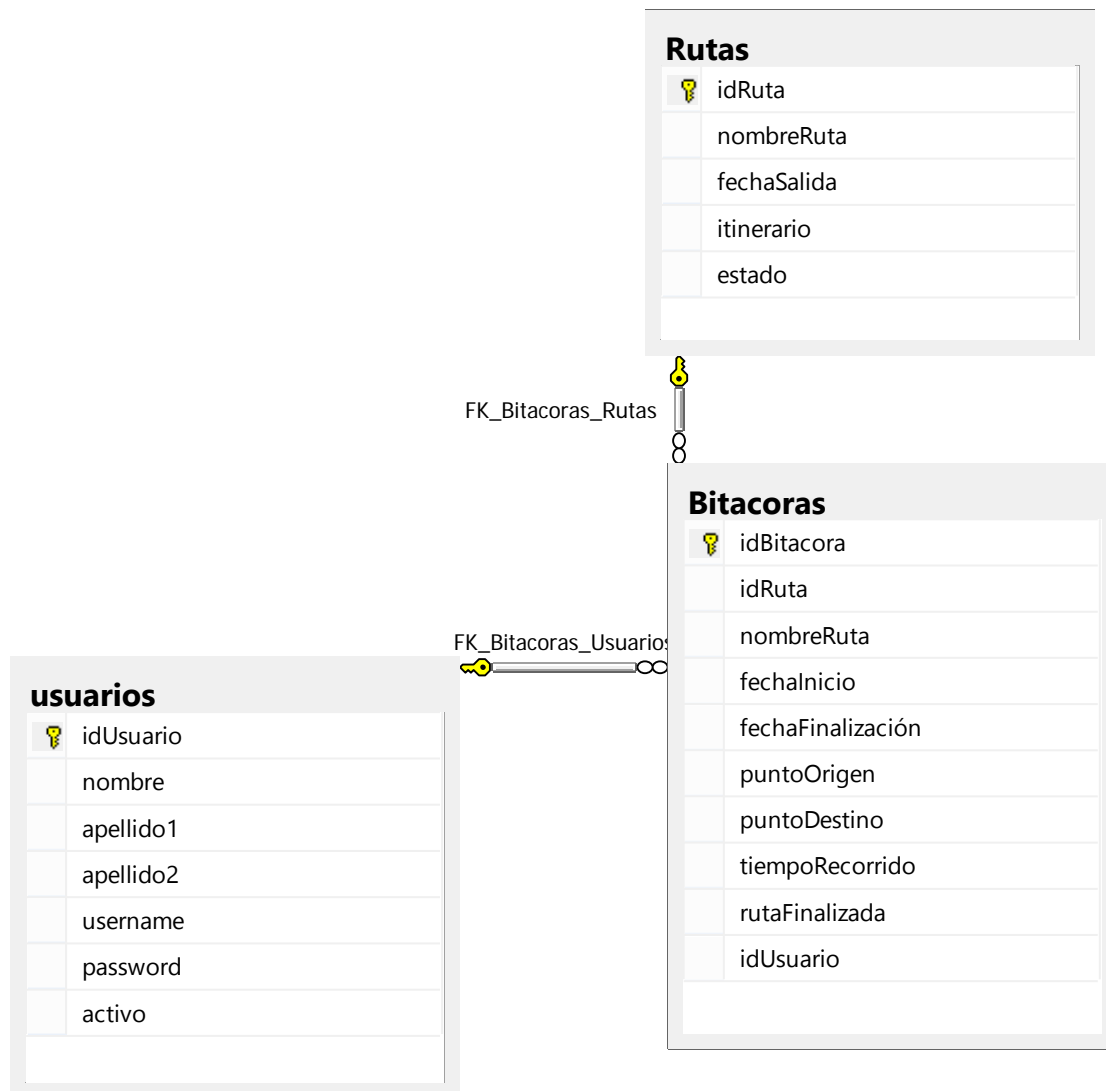 Rutas
idRuta
nombreRuta
fechaSalida
itinerario
estado
FK_Bitacoras_Rutas
Bitacoras
idBitacora
idRuta
nombreRuta
fechaInicio
fechaFinalización
puntoOrigen
puntoDestino
tiempoRecorrido
rutaFinalizada
idUsuario
FK_Bitacoras_Usuarios
usuarios
idUsuario
nombre
apellido1
apellido2
username
password
activo